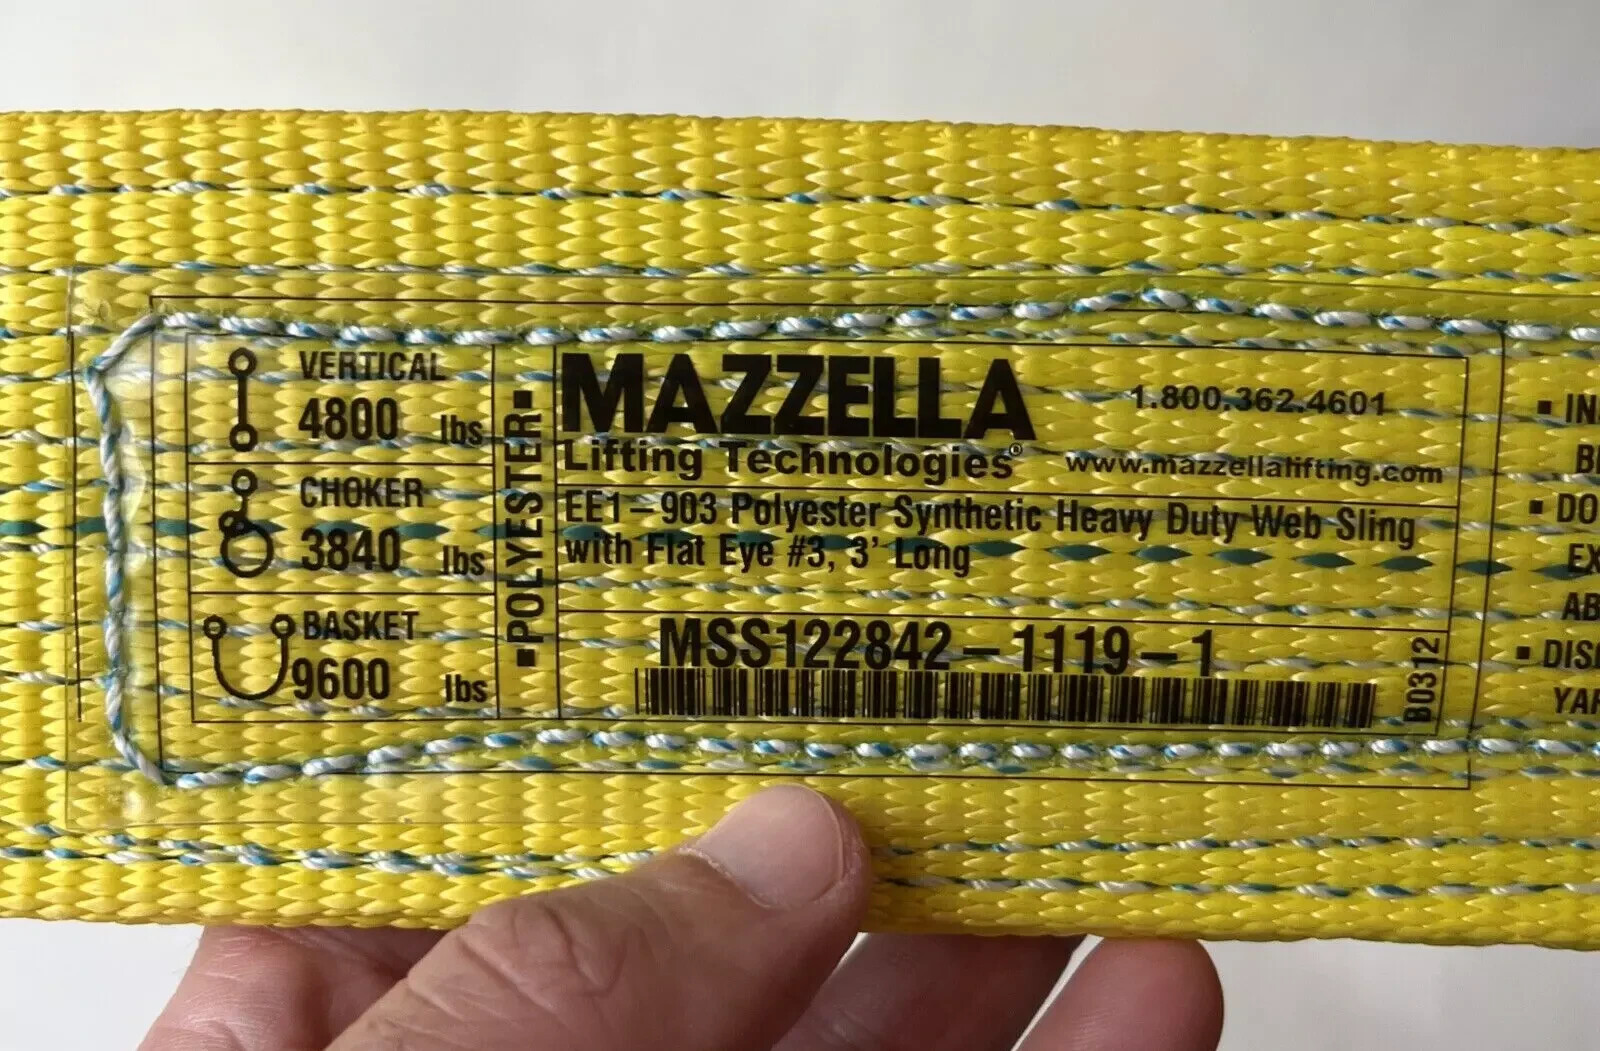 VERTICAL
4800 lbs
CHOKER
3840 lbs
BASKET
9600 lbs
▪POLYESTER▪
MAZZELLA
Lifting Technologies®
1.800.362.4601
www.mazzellalifting.com
EE1-903 Polyester Synthetic Heavy Duty Web Sling
with Flat Eye #3, 3' Long
MSS122842-1119-1
B0312
▪ DO